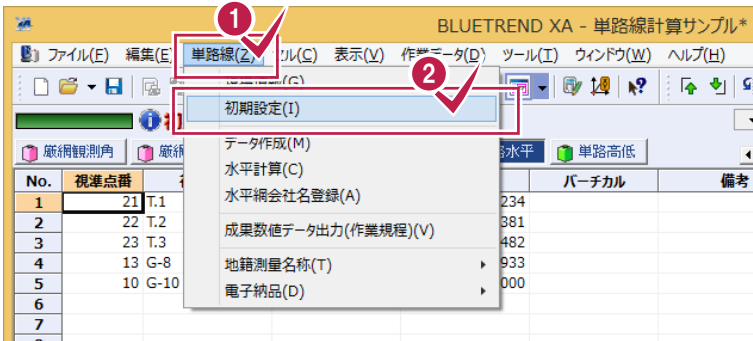 1
BLUETREND XA - 単路線計算サンプル*
ファイル(F) 編集(E) 単路線(Z) ル(C) 表示(V) 作業データ(D) ツール(T) ウィンドウ(W) ヘルプ(H)
2
(G)
初期設定(I)
データ作成(M)
水平計算(C)
水平網会社名登録(A)
成果数値データ出力(作業規程)(V)
地籍測量名称(T)
電子納品(D)
厳網観測角 厳網 水平 単路高低
No. 視準点番 バーチカル 備考
1 21 T.1 234
2 22 T.2 381
3 23 T.3 482
4 13 G-8 933
5 10 G-10 000
6
7